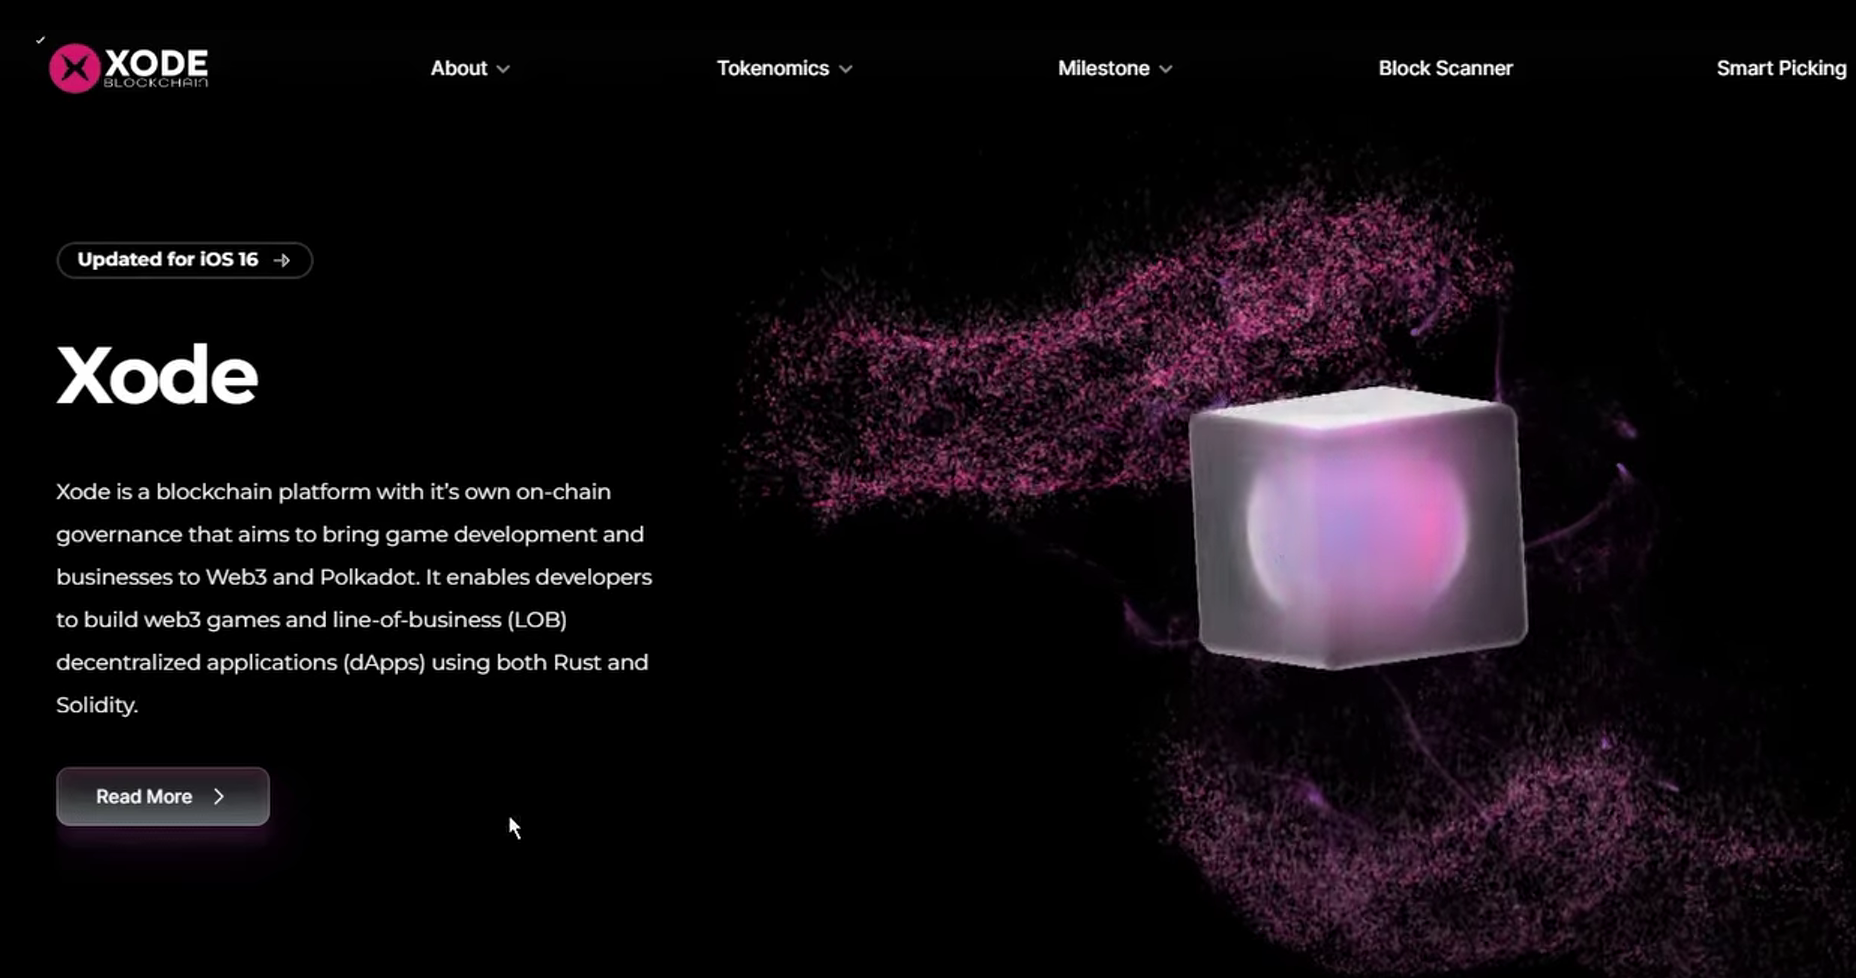 XODE
BLOCKCHAIN
About
Tokenomics
Milestone
Block Scanner
Smart Picking
Updated for iOS 16
Xode
Xode is a blockchain platform with it’s own on-chain
governance that aims to bring game development and
businesses to Web3 and Polkadot. It enables developers
to build web3 games and line-of-business (LOB)
decentralized applications (dApps) using both Rust and
Solidity.
Read More